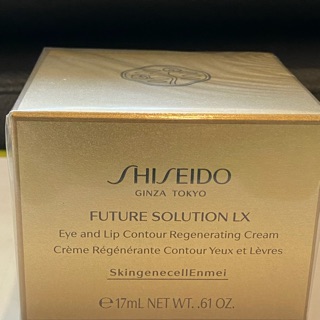 SHISEIDO
GINZA TOKYO
FUTURE SOLUTION LX
Eye and Lip Contour Regenerating Cream
Crème Régénérante Contour Yeux et Lèvres
SkingenecellEnmei
℮17mL NET WT. .61 OZ.